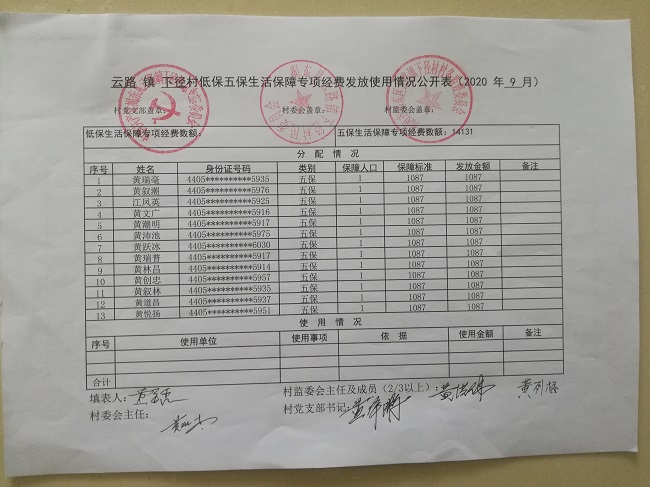 云路 镇 下径村低保五保生活保障专项经费发放使用情况公开表（2020 年 9 月）
村党支部盖章： 村委会盖章： 村监委会盖章：
低保生活保障专项经费数额： 五保生活保障专项经费数额：14131
分 配 情 况
序号 姓名 身份证号码 类别 保障人口 保障标准 发放金额 备注
1 黄瑞毫 4405**********5935 五保 1 1087 1087
2 黄叙潮 4405**********5976 五保 1 1087 1087
3 江凤英 4405**********5925 五保 1 1087 1087
4 黄文广 4405**********5916 五保 1 1087 1087
5 黄潮明 4405**********5917 五保 1 1087 1087
6 黄沛池 4405**********5975 五保 1 1087 1087
7 黄跃冰 4405**********6030 五保 1 1087 1087
8 黄瑞普 4405**********5917 五保 1 1087 1087
9 黄林昌 4405**********5914 五保 1 1087 1087
10 黄创忠 4405**********5957 五保 1 1087 1087
11 黄叙林 4405**********5935 五保 1 1087 1087
12 黄道昌 4405**********5937 五保 1 1087 1087
13 黄悦扬 4405**********5951 五保 1 1087 1087
使 用 情 况
序号 使用单位 使用事项 依 据 使用金额 备注
合计
填表人： 村监委会主任及成员（2/3以上）：
村委会主任： 村党支部书记：